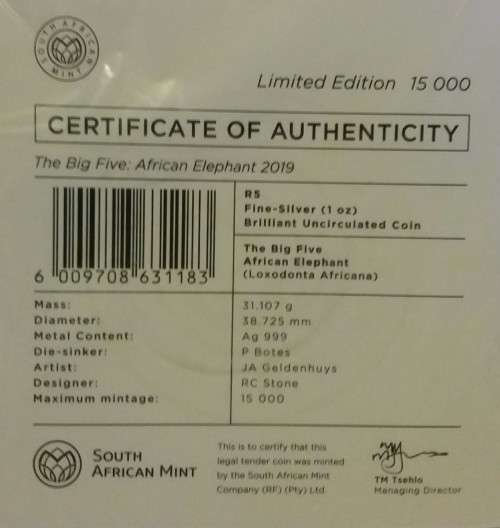 SOUTH AFRICAN MINT
Limited Edition 15 000
CERTIFICATE OF AUTHENTICITY
The Big Five: African Elephant 2019
R5
Fine-Silver (1 oz)
Brilliant Uncirculated Coin
The Big Five
African Elephant
(Loxodonta Africana)
6 009708 631183
Mass: 31.107 g
Diameter: 38.725 mm
Metal Content: Ag 999
Die-sinker: P Botes
Artist: JA Geldenhuys
Designer: RC Stone
Maximum mintage: 15 000
SOUTH
AFRICAN MINT
This is to certify that this
legal tender coin was minted
by the South African Mint
Company (RF) (Pty) Ltd.
TM Tsehlo
Managing Director